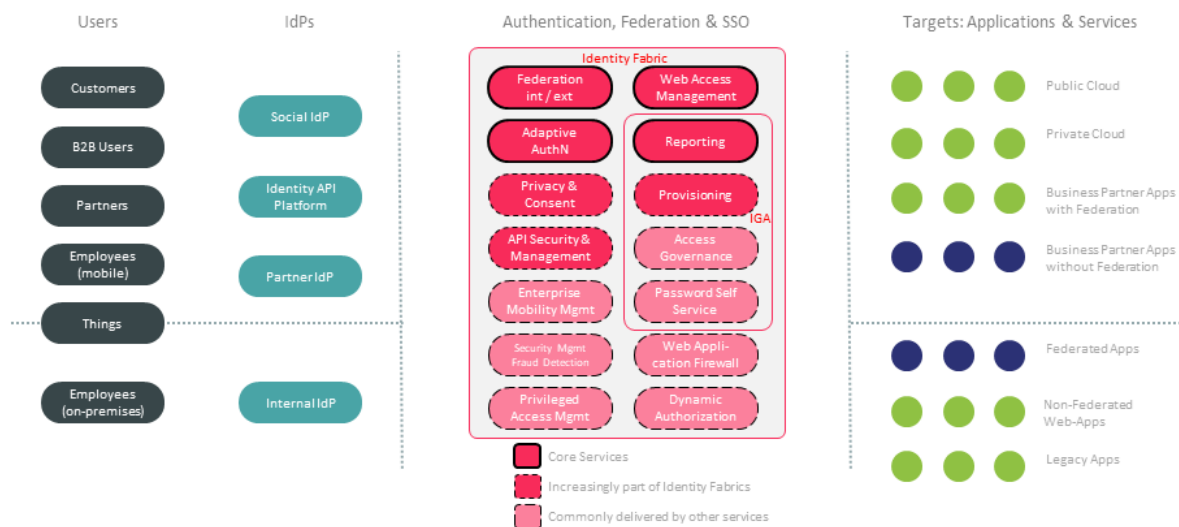 Users
IdPs
Authentication, Federation & SSO
Targets: Applications & Services
Customers
B2B Users
Partners
Employees
(mobile)
Things
Employees
(on-premises)
Social IdP
Identity API
Platform
Partner IdP
Internal IdP
Identity Fabric
Federation
int / ext
Web Access
Management
Adaptive
AuthN
Reporting
Privacy &
Consent
Provisioning
IGA
API Security &
Management
Access
Governance
Enterprise
Mobility Mgmt
Password Self
Service
Security Mgmt
Fraud Detection
Web Appli-
cation Firewall
Privileged
Access Mgmt
Dynamic
Authorization
Core Services
Increasingly part of Identity Fabrics
Commonly delivered by other services
Public Cloud
Private Cloud
Business Partner Apps
with Federation
Business Partner Apps
without Federation
Federated Apps
Non-Federated
Web-Apps
Legacy Apps